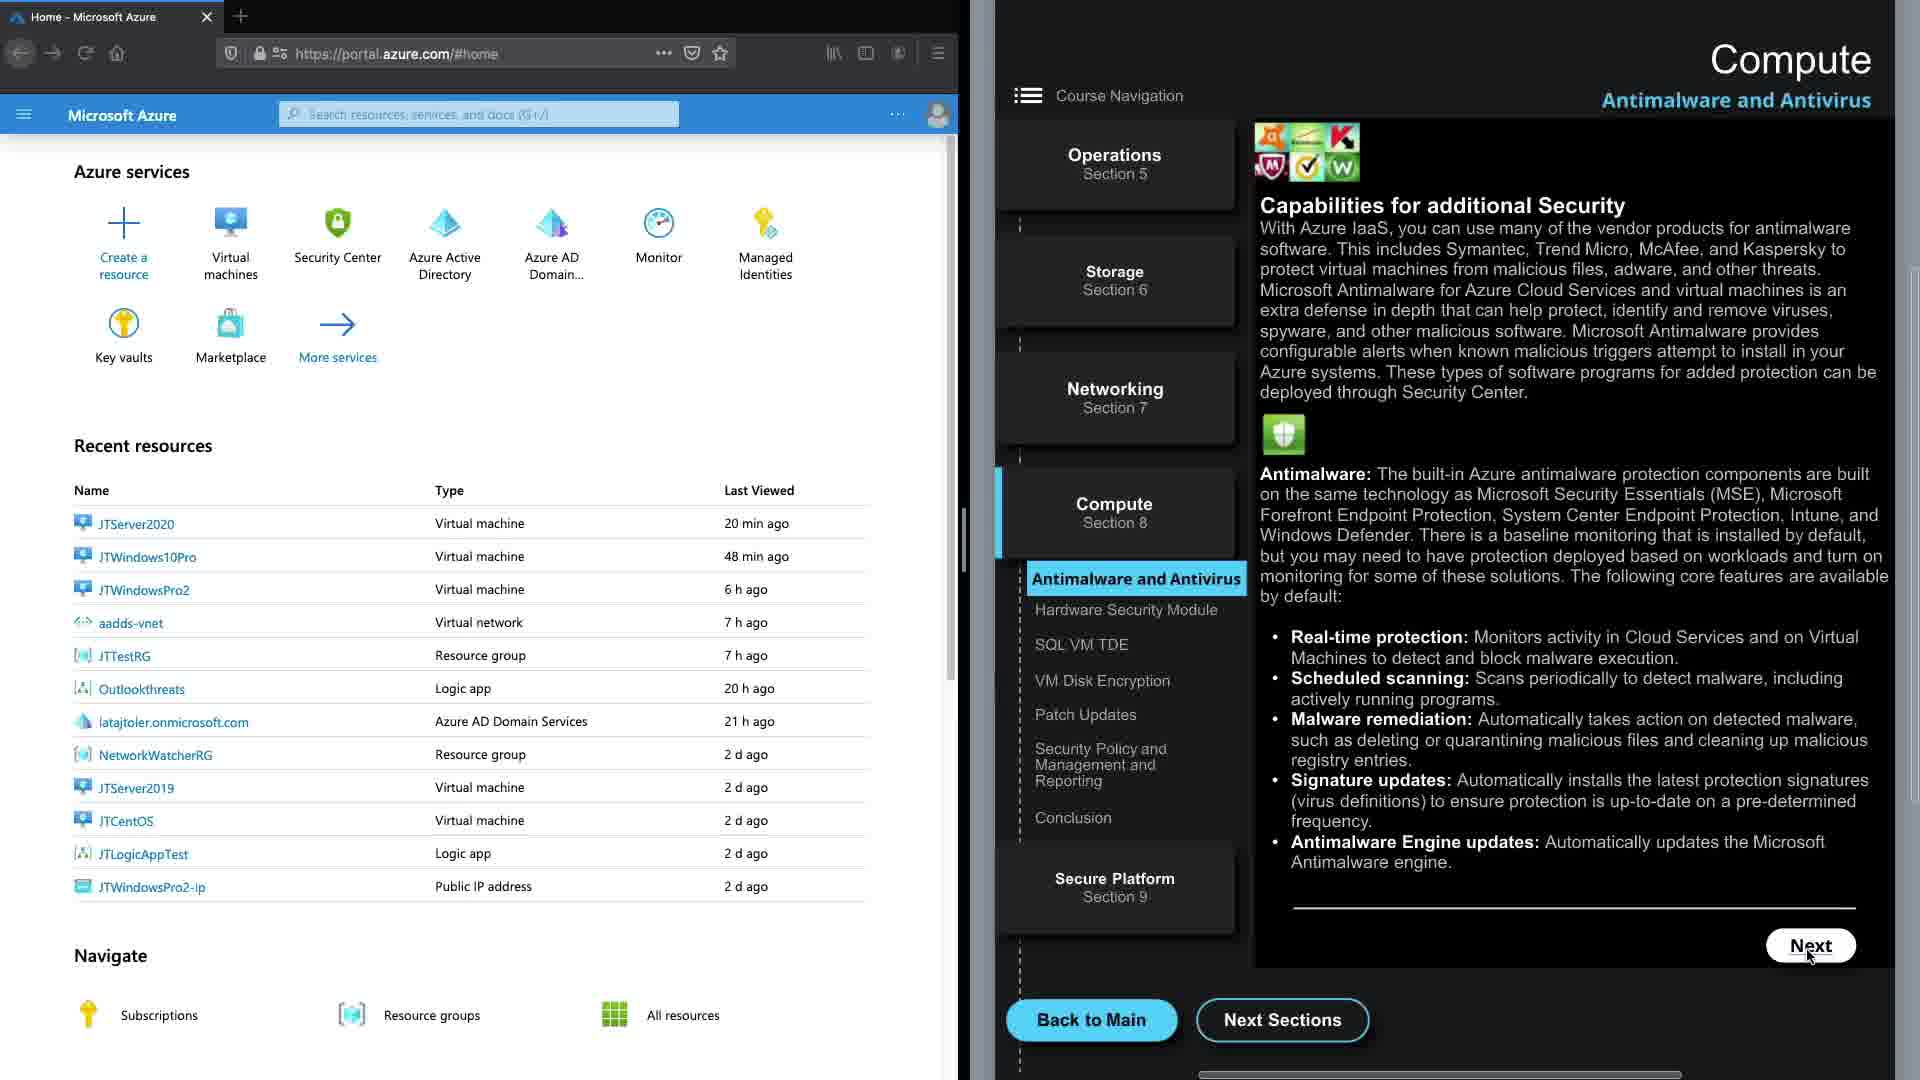 Home - Microsoft Azure
https://portal.azure.com/#home
Microsoft Azure
Search resources, services, and docs (G+/)
Azure services
Create a resource
Virtual machines
Security Center
Azure Active Directory
Azure AD Domain...
Monitor
Managed Identities
Key vaults
Marketplace
More services
Recent resources
Name Type Last Viewed
JTServer2020 Virtual machine 20 min ago
JTWindows10Pro Virtual machine 48 min ago
JTWindowsPro2 Virtual machine 6 h ago
aadds-vnet Virtual network 7 h ago
JTTestRG Resource group 7 h ago
Outlookthreats Logic app 20 h ago
latajtoler.onmicrosoft.com Azure AD Domain Services 21 h ago
NetworkWatcherRG Resource group 2 d ago
JTServer2019 Virtual machine 2 d ago
JTCentOS Virtual machine 2 d ago
JTLogicAppTest Logic app 2 d ago
JTWindowsPro2-ip Public IP address 2 d ago
Navigate
Subscriptions
Resource groups
All resources
Compute
Antimalware and Antivirus
Course Navigation
Operations
Section 5
Storage
Section 6
Networking
Section 7
Compute
Section 8
Antimalware and Antivirus
Hardware Security Module
SQL VM TDE
VM Disk Encryption
Patch Updates
Security Policy and
Management and
Reporting
Conclusion
Secure Platform
Section 9
Back to Main
Next Sections
Capabilities for additional Security
With Azure IaaS, you can use many of the vendor products for antimalware
software. This includes Symantec, Trend Micro, McAfee, and Kaspersky to
protect virtual machines from malicious files, adware, and other threats.
Microsoft Antimalware for Azure Cloud Services and virtual machines is an
extra defense in depth that can help protect, identify and remove viruses,
spyware, and other malicious software. Microsoft Antimalware provides
configurable alerts when known malicious triggers attempt to install in your
Azure systems. These types of software programs for added protection can be
deployed through Security Center.
Antimalware: The built-in Azure antimalware protection components are built
on the same technology as Microsoft Security Essentials (MSE), Microsoft
Forefront Endpoint Protection, System Center Endpoint Protection, Intune, and
Windows Defender. There is a baseline monitoring that is installed by default,
but you may need to have protection deployed based on workloads and turn on
monitoring for some of these solutions. The following core features are available
by default:
• Real-time protection: Monitors activity in Cloud Services and on Virtual
Machines to detect and block malware execution.
• Scheduled scanning: Scans periodically to detect malware, including
actively running programs.
• Malware remediation: Automatically takes action on detected malware,
such as deleting or quarantining malicious files and cleaning up malicious
registry entries.
• Signature updates: Automatically installs the latest protection signatures
(virus definitions) to ensure protection is up-to-date on a pre-determined
frequency.
• Antimalware Engine updates: Automatically updates the Microsoft
Antimalware engine.
Next